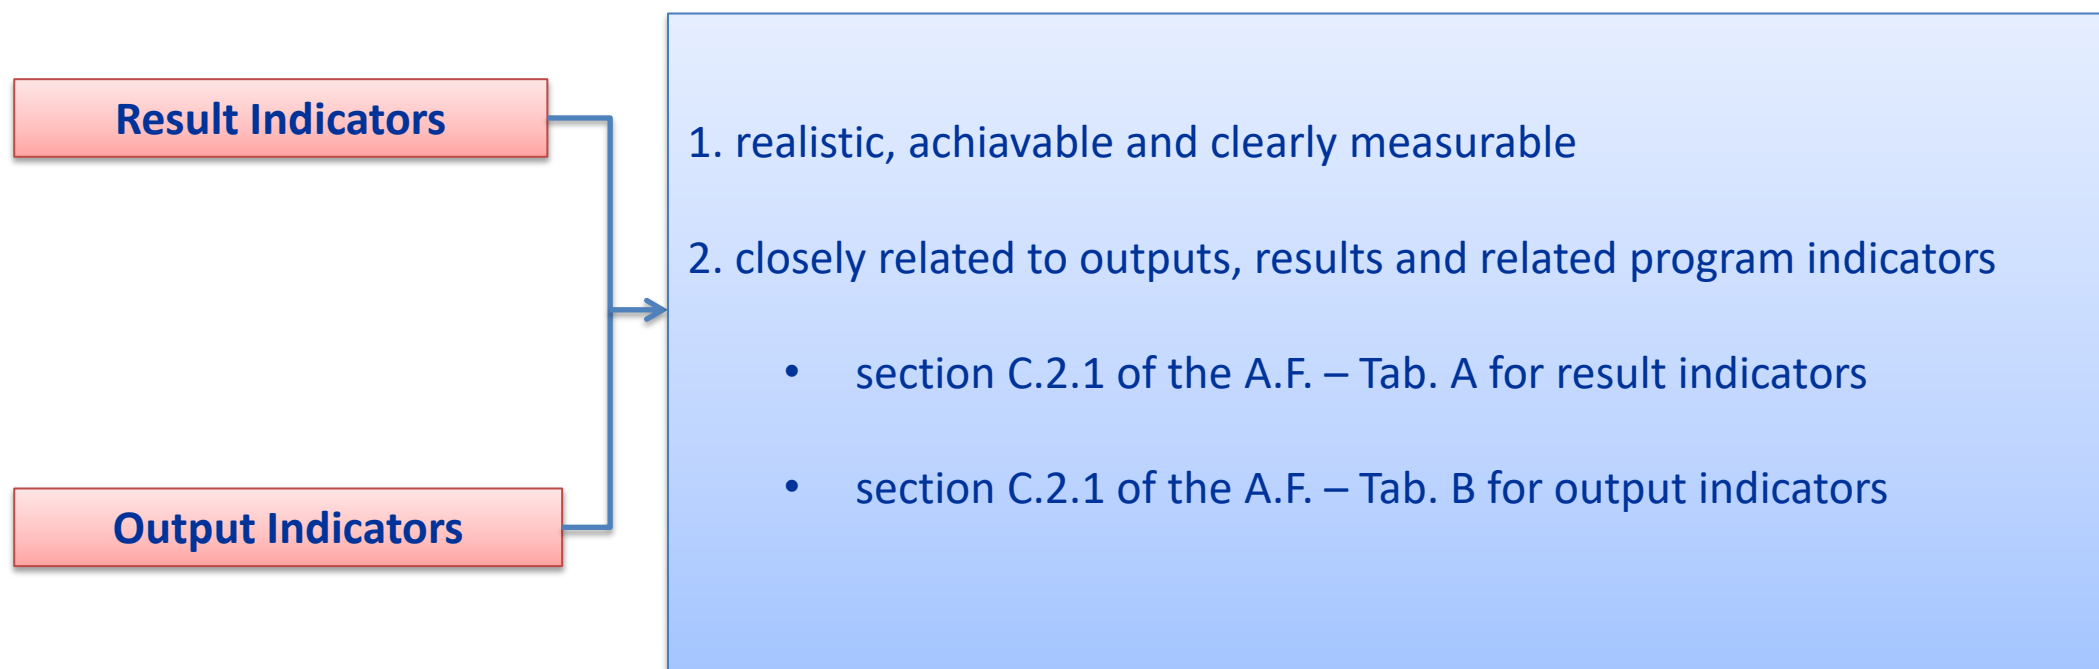 Result Indicators
Output Indicators
1. realistic, achiavable and clearly measurable
2. closely related to outputs, results and related program indicators
• section C.2.1 of the A.F. – Tab. A for result indicators
• section C.2.1 of the A.F. – Tab. B for output indicators